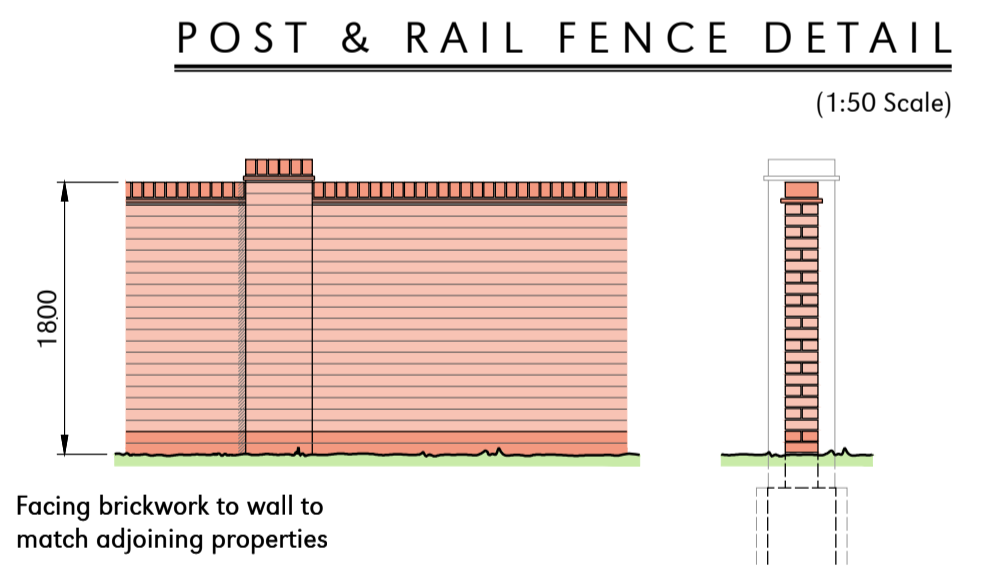 POST & RAIL FENCE DETAIL
(1:50 Scale)
1800
Facing brickwork to wall to
match adjoining properties